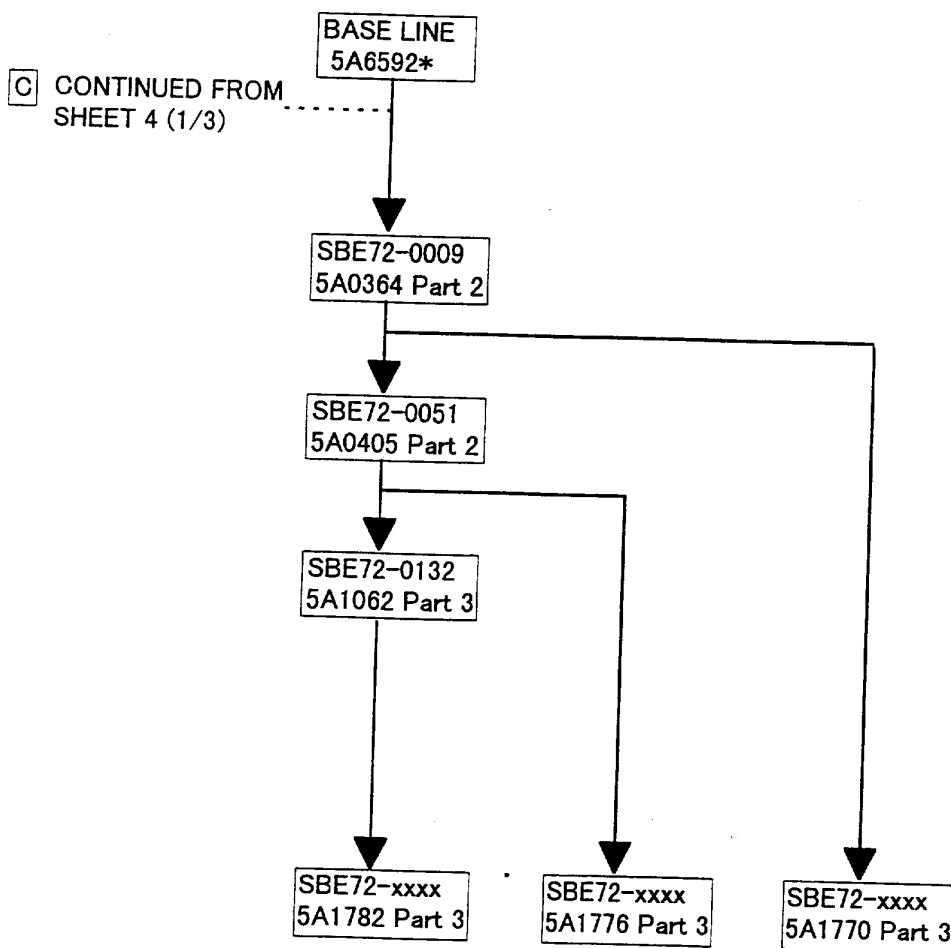 BASE LINE
5A6592*
C CONTINUED FROM
SHEET 4 (1/3)
SBE72-0009
5A0364 Part 2
SBE72-0051
5A0405 Part 2
SBE72-0132
5A1062 Part 3
SBE72-xxxx
5A1782 Part 3
SBE72-xxxx
5A1776 Part 3
SBE72-xxxx
5A1770 Part 3